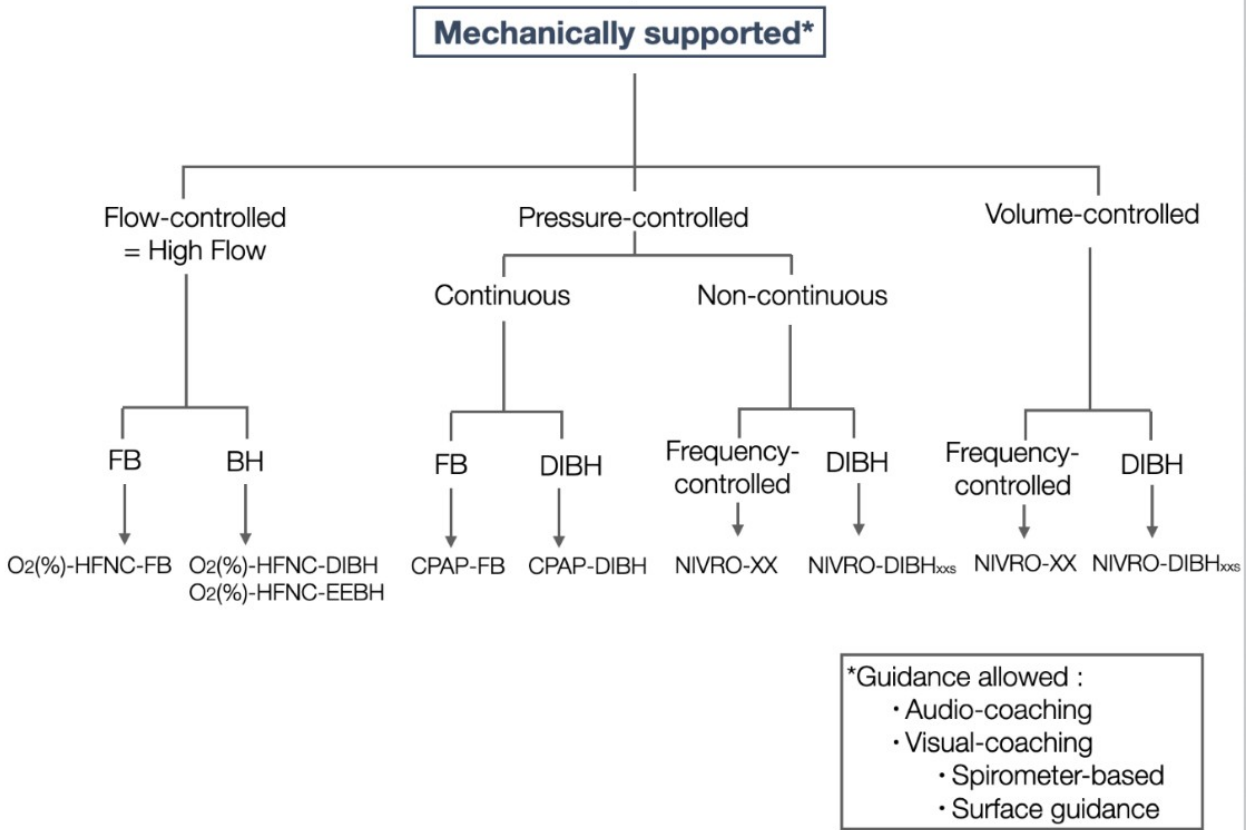 Mechanically supported*
Flow-controlled
= High Flow
Pressure-controlled
Volume-controlled
Continuous
Non-continuous
FB
BH
FB
DIBH
Frequency-
controlled
DIBH
Frequency-
controlled
DIBH
O2(%)-HFNC-FB
O2(%)-HFNC-DIBH
O2(%)-HFNC-EEBH
CPAP-FB
CPAP-DIBH
NIVRO-XX
NIVRO-DIBHxxs
NIVRO-XX
NIVRO-DIBHxxs
*Guidance allowed :
· Audio-coaching
· Visual-coaching
· Spirometer-based
· Surface guidance